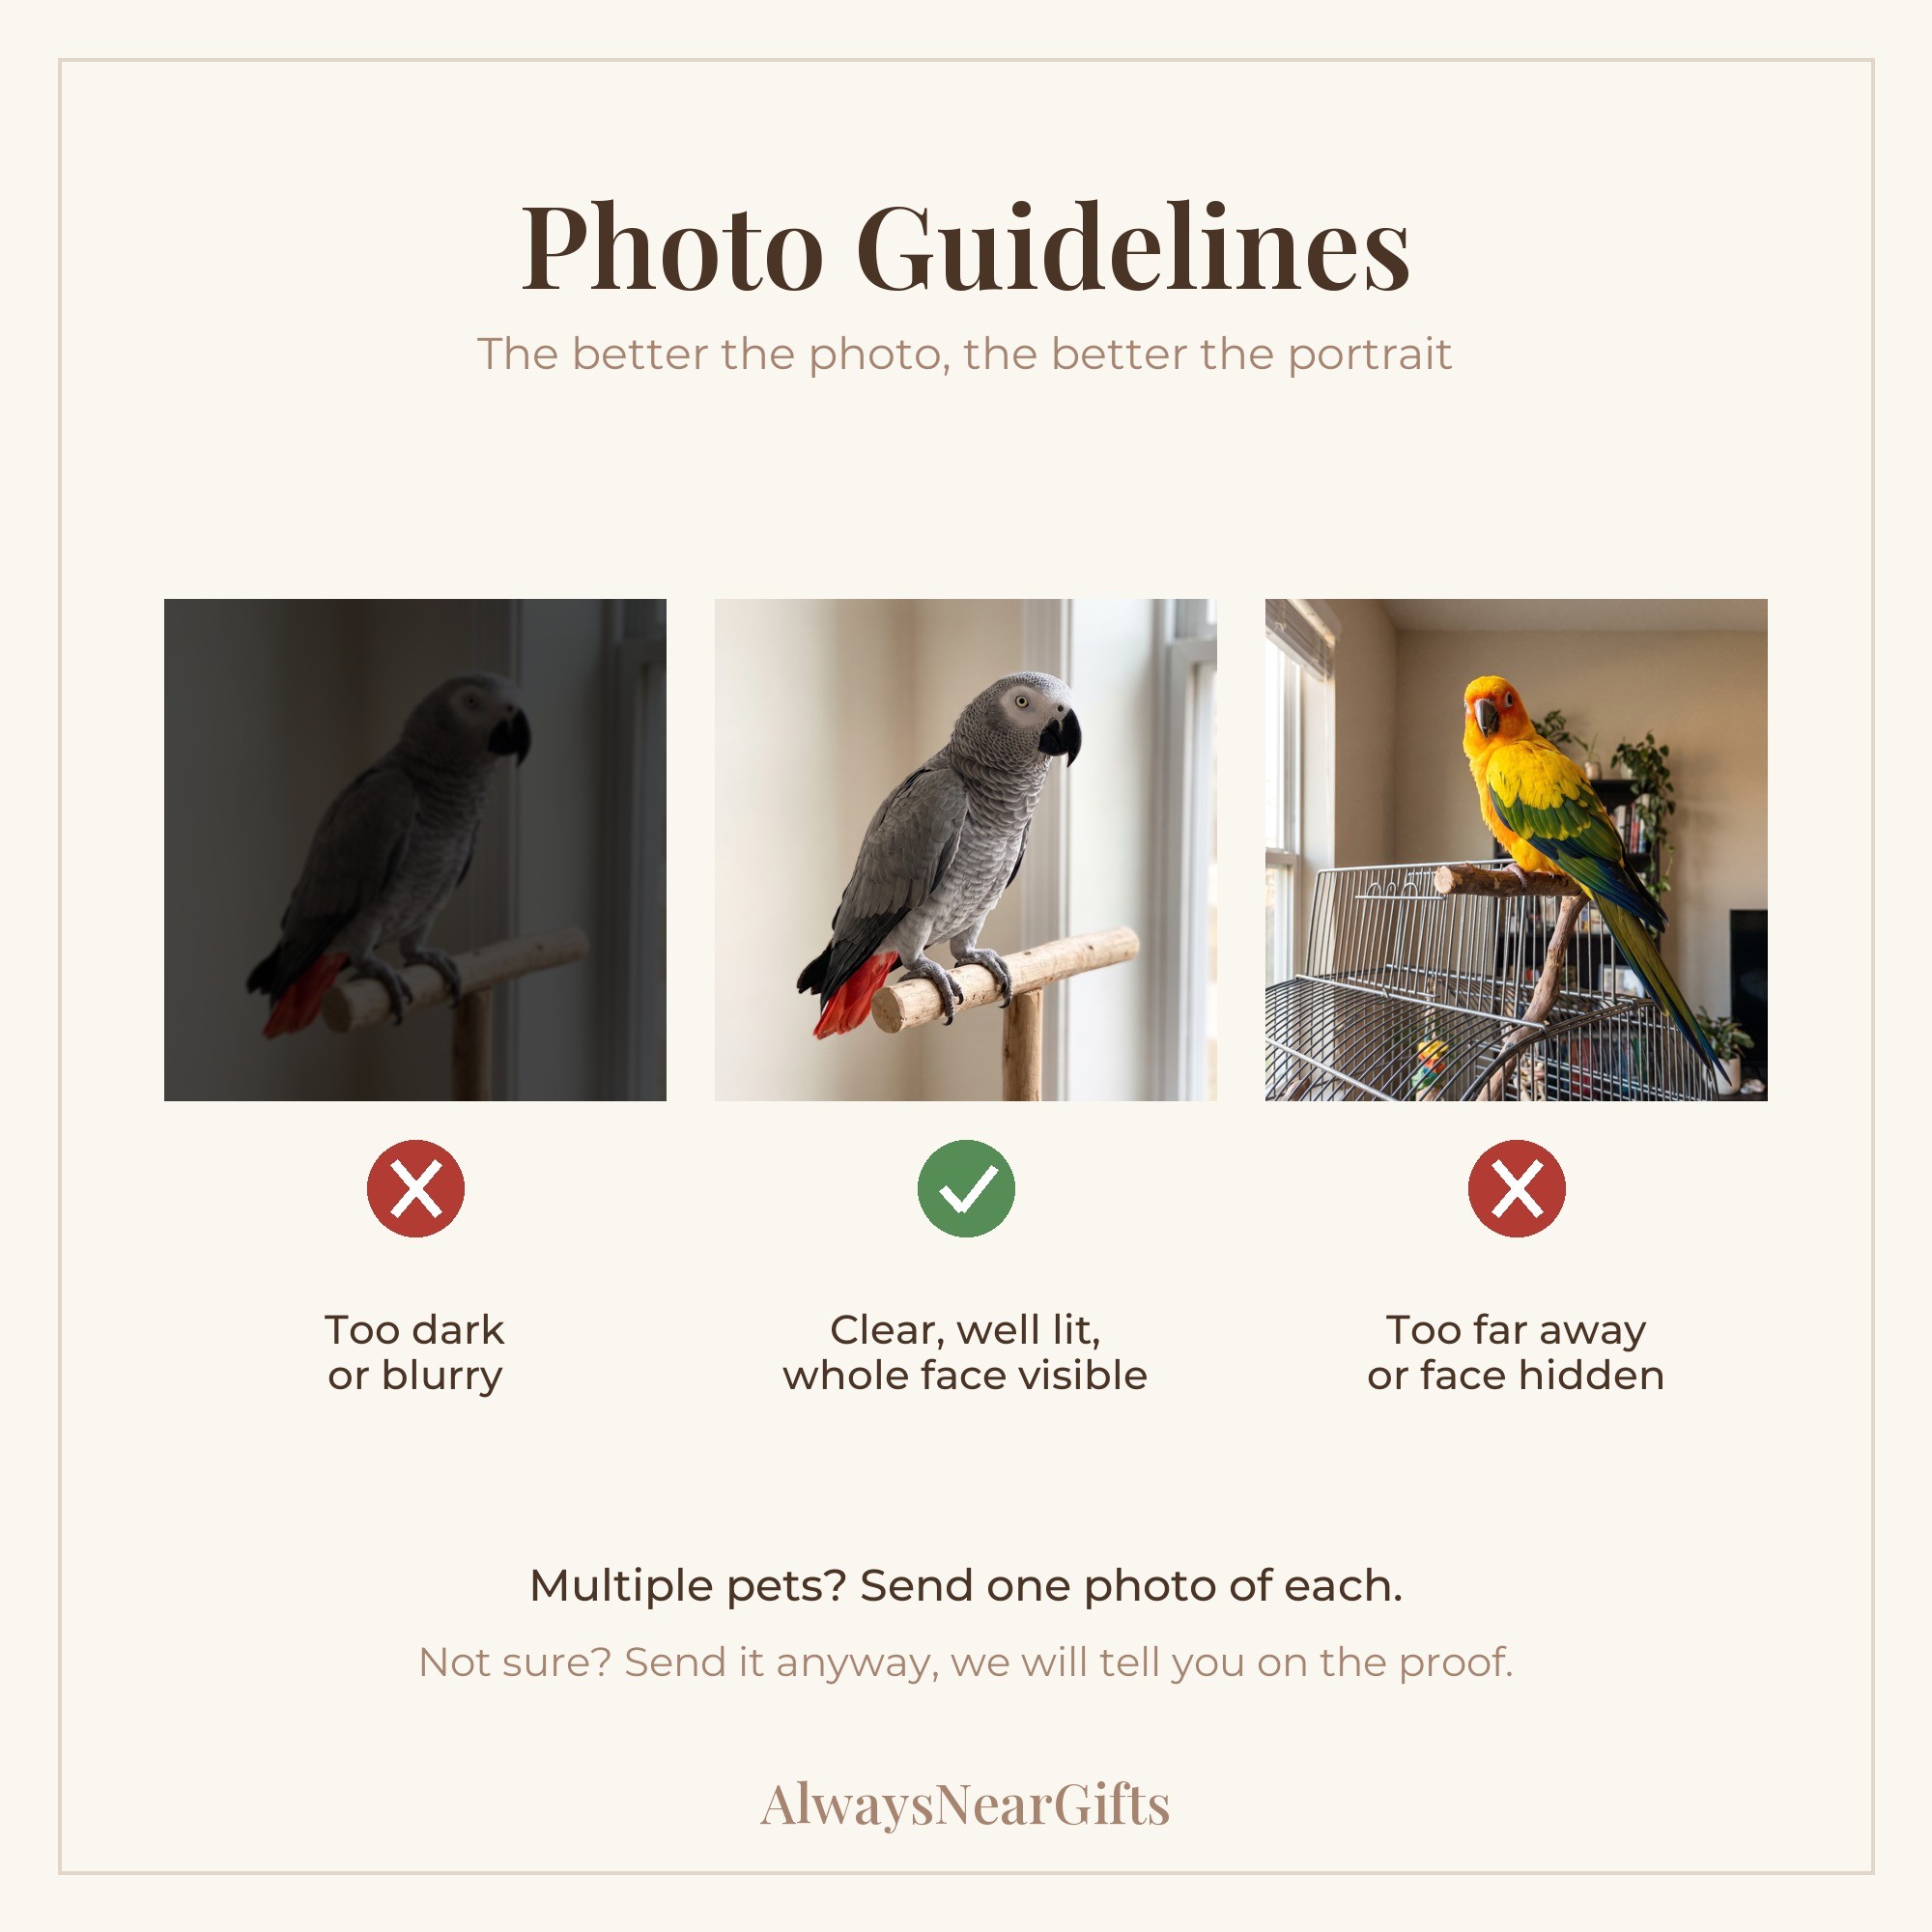 Photo Guidelines
The better the photo, the better the portrait
Too dark
or blurry
Clear, well lit,
whole face visible
Too far away
or face hidden
Multiple pets? Send one photo of each.
Not sure? Send it anyway, we will tell you on the proof.
AlwaysNearGifts